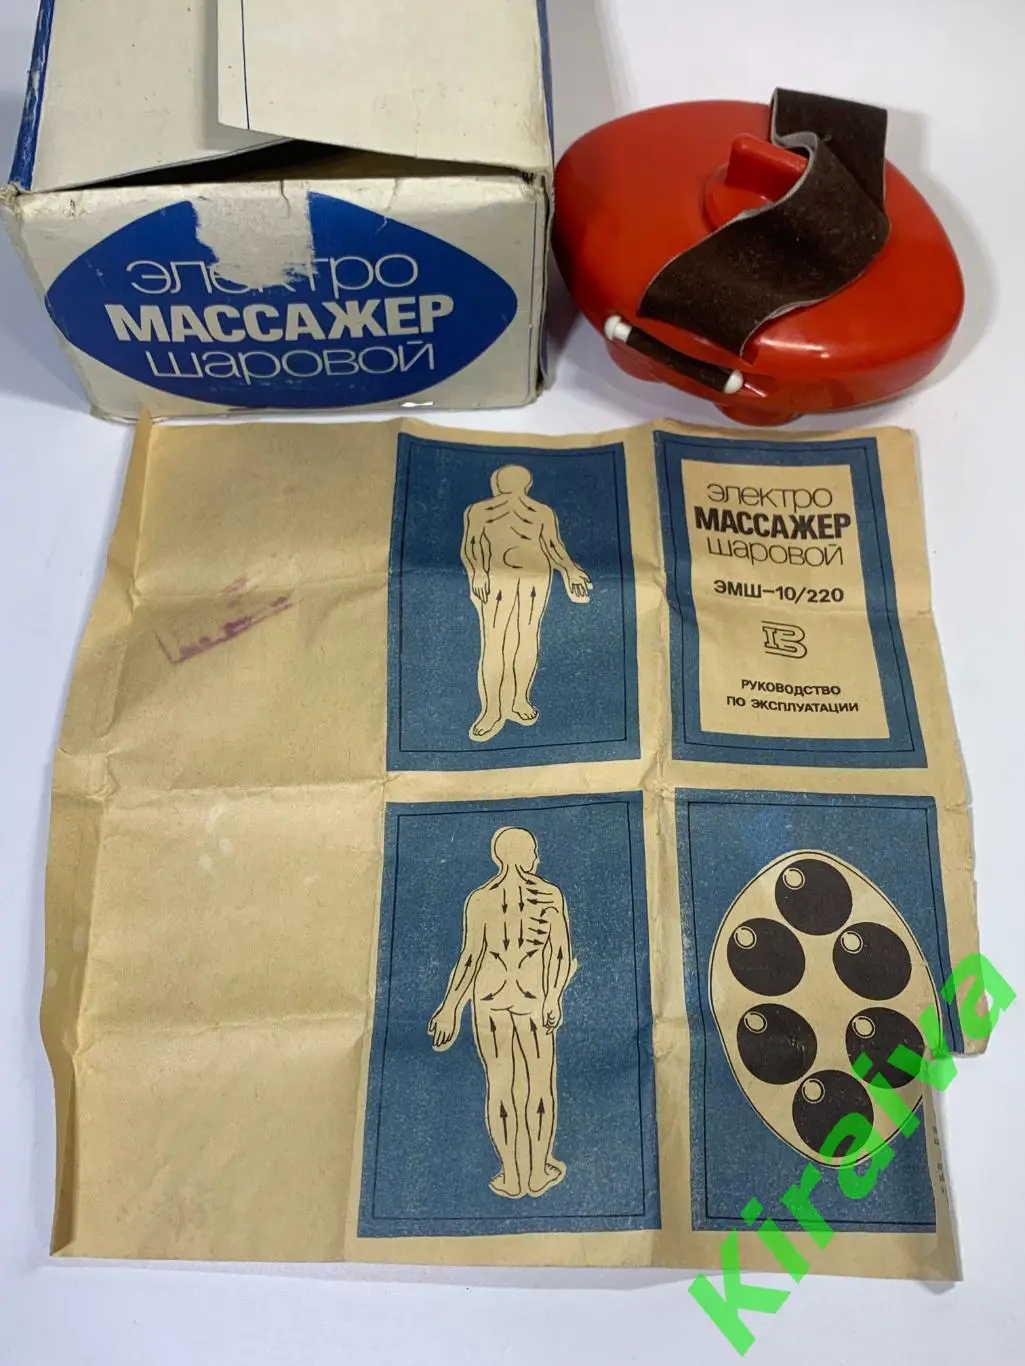 электро
МАССАЖЕР
шаровой
электро
МАССАЖЕР
шаровой
ЭМШ-10/220
РУКОВОДСТВО
ПО ЭКСПЛУАТАЦИИ
Kiraiva